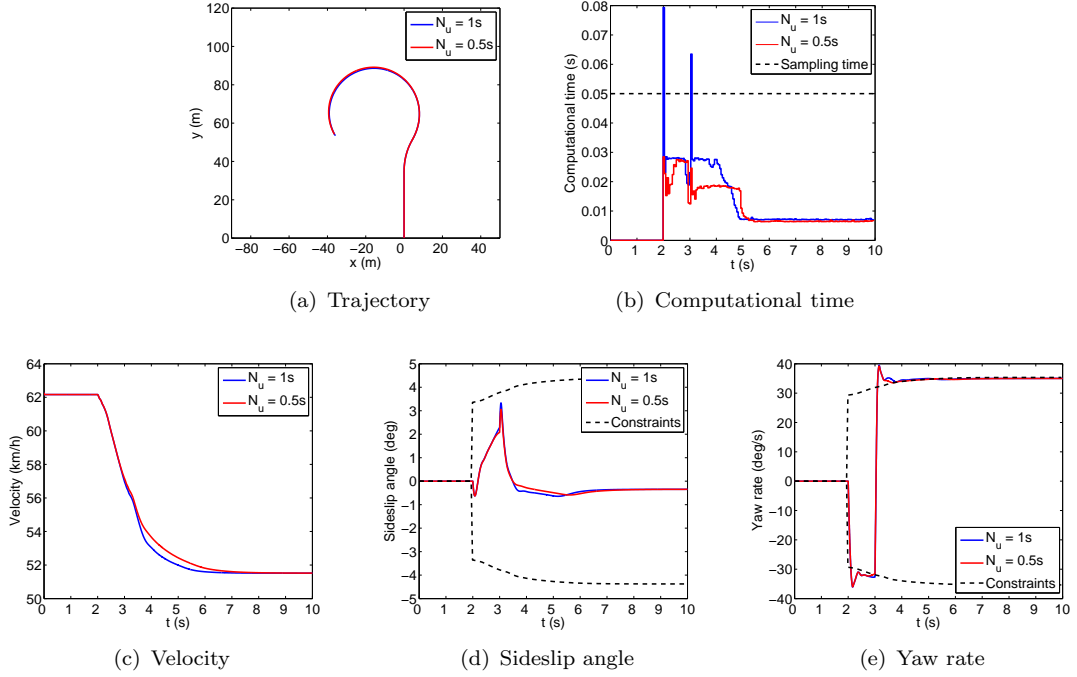 120
100
80
60
40
20
0
y (m)
−80 −60 −40 −20 0 20 40
x (m)
N_u = 1s
N_u = 0.5s
(a) Trajectory
0.08
0.07
0.06
0.05
0.04
0.03
0.02
0.01
0
Computational time (s)
0 1 2 3 4 5 6 7 8 9 10
t (s)
N_u = 1s
N_u = 0.5s
Sampling time
(b) Computational time
64
62
60
58
56
54
52
50
Velocity (km/h)
0 1 2 3 4 5 6 7 8 9 10
t (s)
N_u = 1s
N_u = 0.5s
(c) Velocity
5
4
3
2
1
0
−1
−2
−3
−4
−5
Sideslip angle (deg)
0 1 2 3 4 5 6 7 8 9 10
t (s)
N_u = 1s
N_u = 0.5s
Constraints
(d) Sideslip angle
40
30
20
10
0
−10
−20
−30
−40
Yaw rate (deg/s)
0 1 2 3 4 5 6 7 8 9 10
t (s)
N_u = 1s
N_u = 0.5s
Constraints
(e) Yaw rate